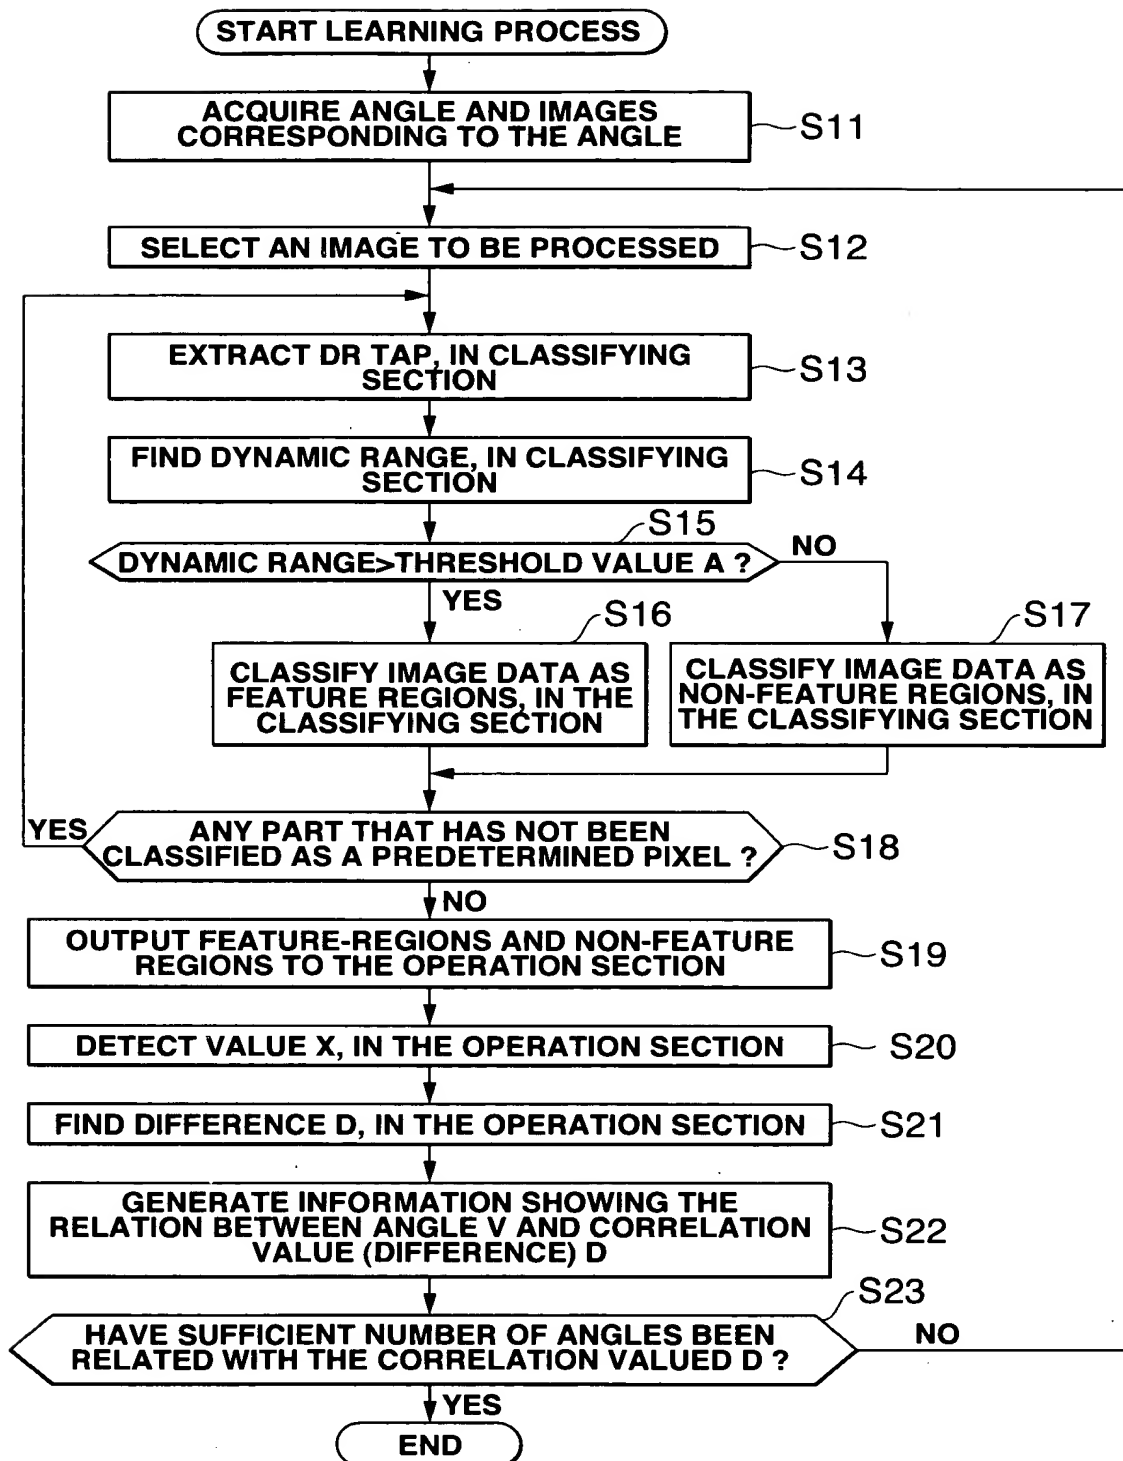 START LEARNING PROCESS
ACQUIRE ANGLE AND IMAGES
CORRESPONDING TO THE ANGLE
S11
SELECT AN IMAGE TO BE PROCESSED
S12
EXTRACT DR TAP, IN CLASSIFYING
SECTION
S13
FIND DYNAMIC RANGE, IN CLASSIFYING
SECTION
S14
S15
DYNAMIC RANGE>THRESHOLD VALUE A ?
NO
YES
S16
S17
CLASSIFY IMAGE DATA AS
FEATURE REGIONS, IN THE
CLASSIFYING SECTION
CLASSIFY IMAGE DATA AS
NON-FEATURE REGIONS, IN
THE CLASSIFYING SECTION
YES
ANY PART THAT HAS NOT BEEN
CLASSIFIED AS A PREDETERMINED PIXEL ?
S18
NO
OUTPUT FEATURE-REGIONS AND NON-FEATURE
REGIONS TO THE OPERATION SECTION
S19
DETECT VALUE X, IN THE OPERATION SECTION
S20
FIND DIFFERENCE D, IN THE OPERATION SECTION
S21
GENERATE INFORMATION SHOWING THE
RELATION BETWEEN ANGLE V AND CORRELATION
VALUE (DIFFERENCE) D
S22
S23
HAVE SUFFICIENT NUMBER OF ANGLES BEEN
RELATED WITH THE CORRELATION VALUED D ?
NO
YES
END